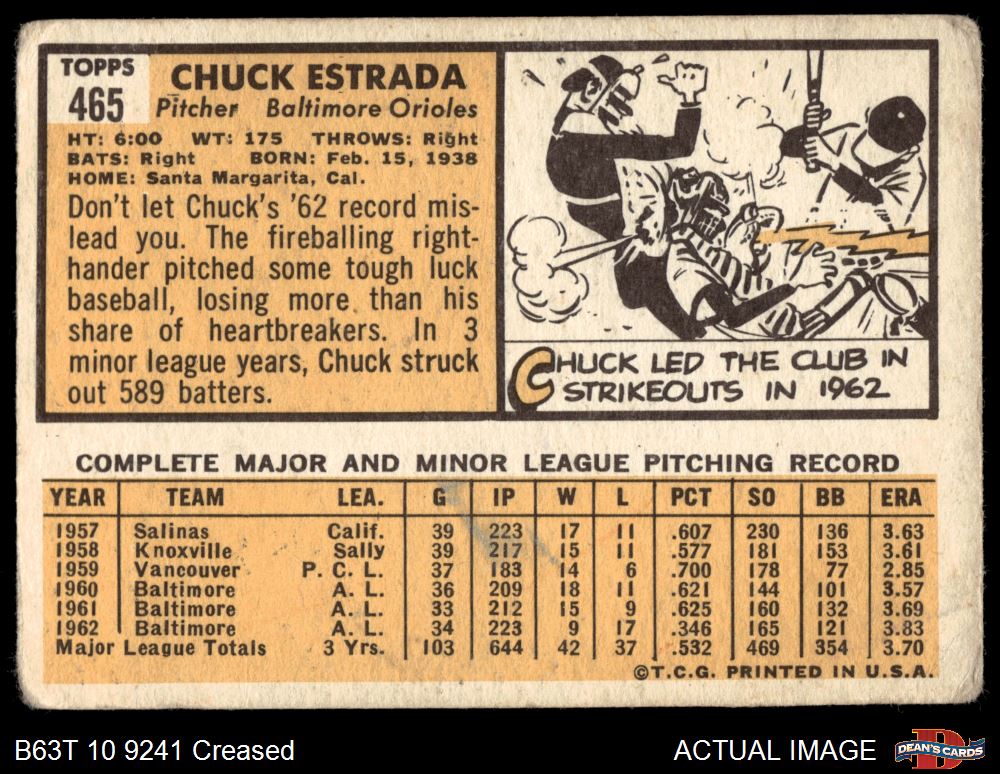 TOPPS
465
CHUCK ESTRADA
Pitcher Baltimore Orioles
HT: 6:00 WT: 175 THROWS: Right
BATS: Right BORN: Feb. 15, 1938
HOME: Santa Margarita, Cal.
Don't let Chuck's '62 record mis-
lead you. The fireballing right-
hander pitched some tough luck
baseball, losing more than his
share of heartbreakers. In 3
minor league years, Chuck struck
out 589 batters.
CHUCK LED THE CLUB IN
STRIKEOUTS IN 1962
COMPLETE MAJOR AND MINOR LEAGUE PITCHING RECORD
YEAR TEAM LEA. G IP W L PCT SO BB ERA
1957 Salinas Calif. 39 223 17 11 .607 230 136 3.63
1958 Knoxville Sally 39 217 15 11 .577 181 153 3.61
1959 Vancouver P. C. L. 37 183 14 6 .700 178 77 2.85
1960 Baltimore A. L. 36 209 18 11 .621 144 101 3.57
1961 Baltimore A. L. 33 212 15 9 .625 160 132 3.69
1962 Baltimore A. L. 34 223 9 17 .346 165 121 3.83
Major League Totals 3 Yrs. 103 644 42 37 .532 469 354 3.70
©T.C.G. PRINTED IN U.S.A.
B63T 10 9241 Creased
ACTUAL IMAGE
DEAN'S CARDS